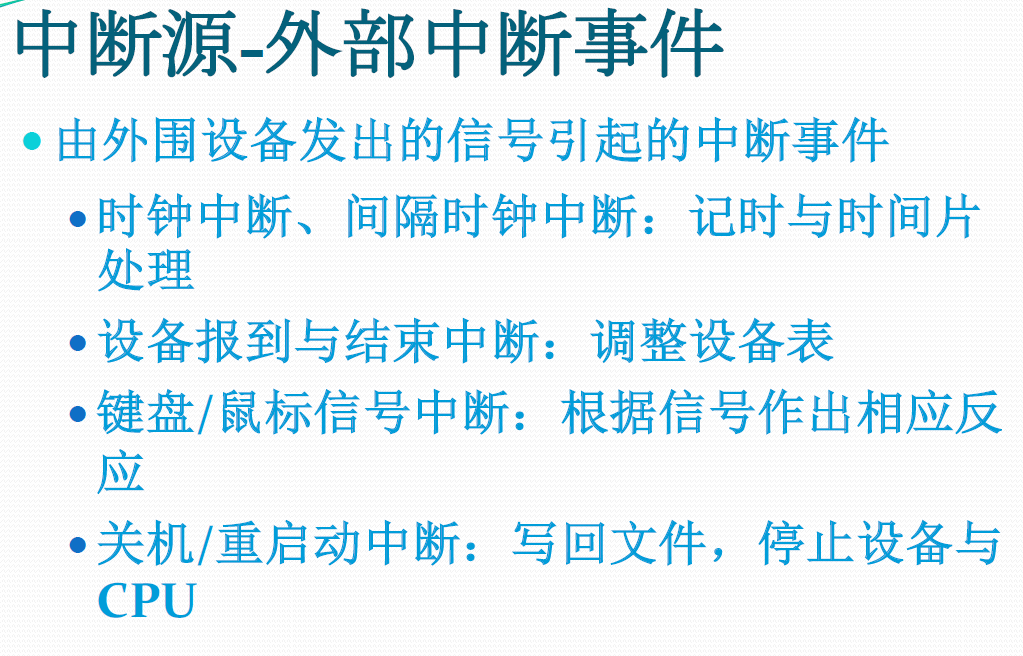 中断源-外部中断事件
由外围设备发出的信号引起的中断事件
时钟中断、间隔时钟中断：记时与时间片
处理
设备报到与结束中断：调整设备表
键盘/鼠标信号中断：根据信号作出相应反
应
关机/重启动中断：写回文件，停止设备与
CPU